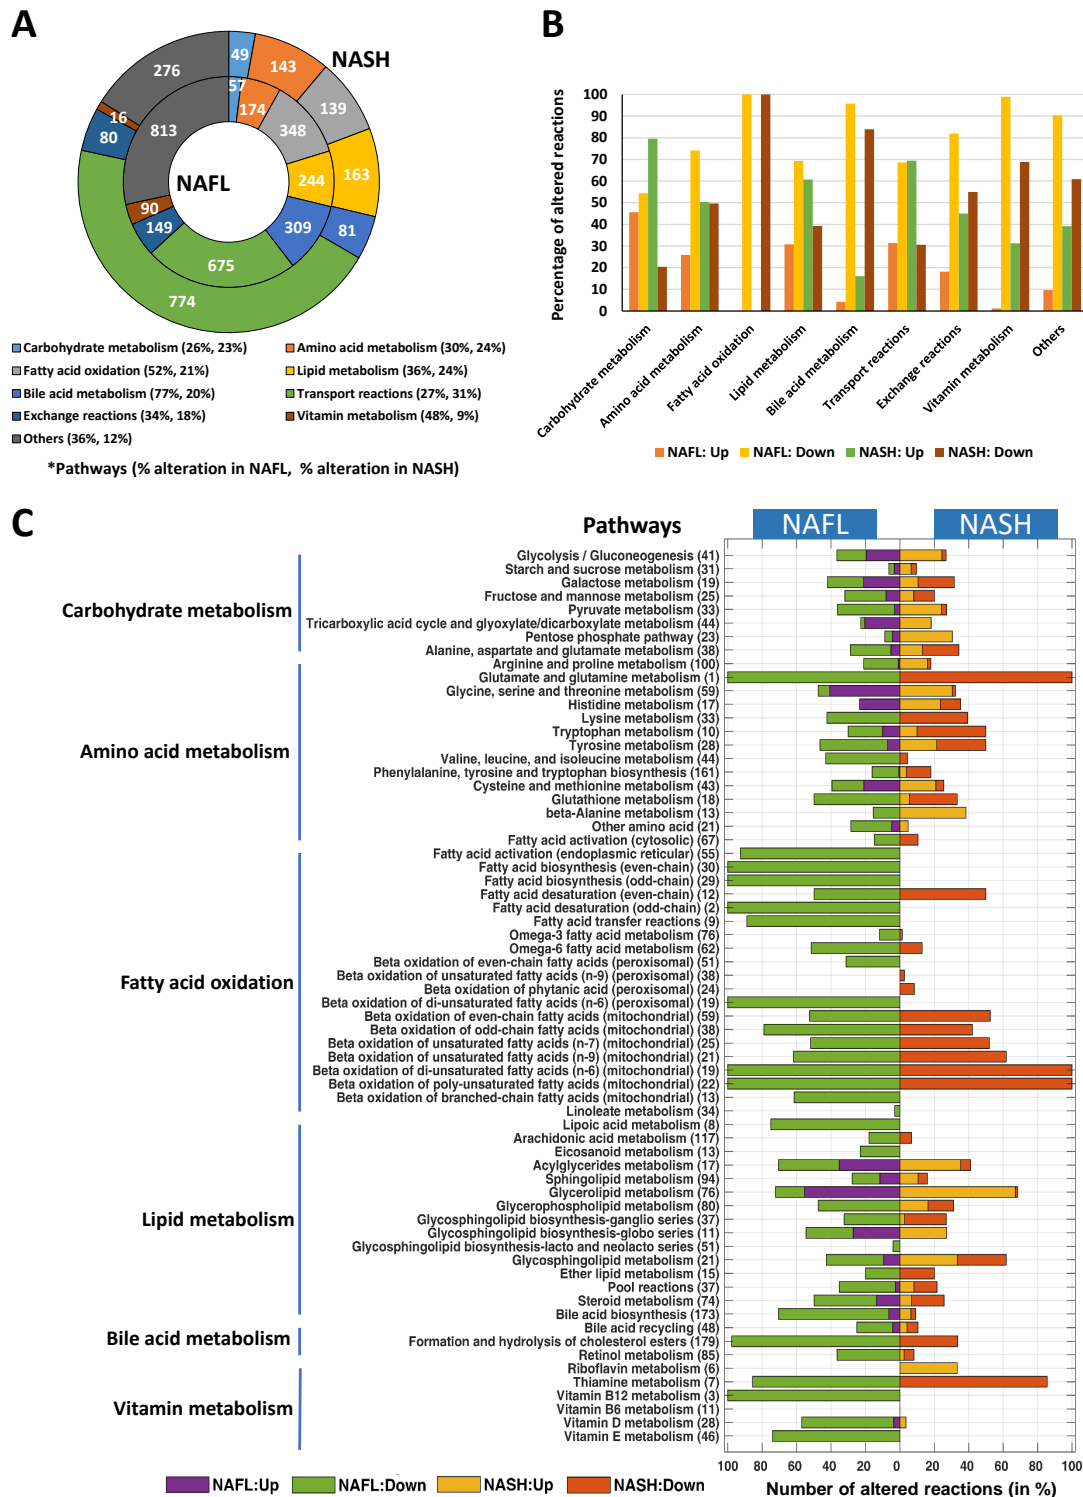 A
B
49
143
NASH
276
57
174
139
16
80
813
348
163
NAFL
244
90
149
309
81
675
774
Carbohydrate metabolism (26%, 23%)
Amino acid metabolism (30%, 24%)
Fatty acid oxidation (52%, 21%)
Lipid metabolism (36%, 24%)
Bile acid metabolism (77%, 20%)
Transport reactions (27%, 31%)
Exchange reactions (34%, 18%)
Vitamin metabolism (48%, 9%)
Others (36%, 12%)
*Pathways (% alteration in NAFL, % alteration in NASH)
Percentage of altered reactions
100
90
80
70
60
50
40
30
20
10
0
Carbohydrate metabolism
Amino acid metabolism
Fatty acid oxidation
Lipid metabolism
Bile acid metabolism
Transport reactions
Exchange reactions
Vitamin metabolism
Others
NAFL: Up NAFL: Down NASH: Up NASH: Down
C
Pathways
NAFL
NASH
Carbohydrate metabolism
Amino acid metabolism
Fatty acid oxidation
Lipid metabolism
Bile acid metabolism
Vitamin metabolism
Glycolysis / Gluconeogenesis (41)
Starch and sucrose metabolism (31)
Galactose metabolism (19)
Fructose and mannose metabolism (25)
Pyruvate metabolism (33)
Tricarboxylic acid cycle and glyoxylate/dicarboxylate metabolism (44)
Pentose phosphate pathway (23)
Alanine, aspartate and glutamate metabolism (38)
Arginine and proline metabolism (100)
Glutamate and glutamine metabolism (1)
Glycine, serine and threonine metabolism (59)
Histidine metabolism (17)
Lysine metabolism (33)
Tryptophan metabolism (10)
Tyrosine metabolism (28)
Valine, leucine, and isoleucine metabolism (44)
Phenylalanine, tyrosine and tryptophan biosynthesis (161)
Cysteine and methionine metabolism (43)
Glutathione metabolism (18)
beta-Alanine metabolism (13)
Other amino acid (21)
Fatty acid activation (cytosolic) (67)
Fatty acid activation (endoplasmic reticular) (55)
Fatty acid biosynthesis (even-chain) (30)
Fatty acid biosynthesis (odd-chain) (29)
Fatty acid desaturation (even-chain) (12)
Fatty acid desaturation (odd-chain) (2)
Fatty acid transfer reactions (9)
Omega-3 fatty acid metabolism (76)
Omega-6 fatty acid metabolism (62)
Beta oxidation of even-chain fatty acids (peroxisomal) (51)
Beta oxidation of unsaturated fatty acids (n-9) (peroxisomal) (38)
Beta oxidation of phytanic acid (peroxisomal) (24)
Beta oxidation of di-unsaturated fatty acids (n-6) (peroxisomal) (19)
Beta oxidation of even-chain fatty acids (mitochondrial) (59)
Beta oxidation of odd-chain fatty acids (mitochondrial) (38)
Beta oxidation of unsaturated fatty acids (n-7) (mitochondrial) (25)
Beta oxidation of unsaturated fatty acids (n-9) (mitochondrial) (21)
Beta oxidation of di-unsaturated fatty acids (n-6) (mitochondrial) (19)
Beta oxidation of poly-unsaturated fatty acids (mitochondrial) (22)
Beta oxidation of branched-chain fatty acids (mitochondrial) (13)
Linoleate metabolism (34)
Lipoic acid metabolism (8)
Arachidonic acid metabolism (117)
Eicosanoid metabolism (13)
Acylglycerides metabolism (17)
Sphingolipid metabolism (94)
Glycerolipid metabolism (76)
Glycerophospholipid metabolism (80)
Glycosphingolipid biosynthesis-ganglio series (37)
Glycosphingolipid biosynthesis-globo series (11)
Glycosphingolipid biosynthesis-lacto and neolacto series (51)
Glycosphingolipid metabolism (21)
Ether lipid metabolism (15)
Pool reactions (37)
Steroid metabolism (74)
Bile acid biosynthesis (173)
Bile acid recycling (48)
Formation and hydrolysis of cholesterol esters (179)
Retinol metabolism (85)
Riboflavin metabolism (6)
Thiamine metabolism (7)
Vitamin B12 metabolism (3)
Vitamin B6 metabolism (11)
Vitamin D metabolism (28)
Vitamin E metabolism (46)
100 80 60 40 20 0 20 40 60 80 100
Number of altered reactions (in %)
NAFL:Up NAFL:Down NASH:Up NASH:Down